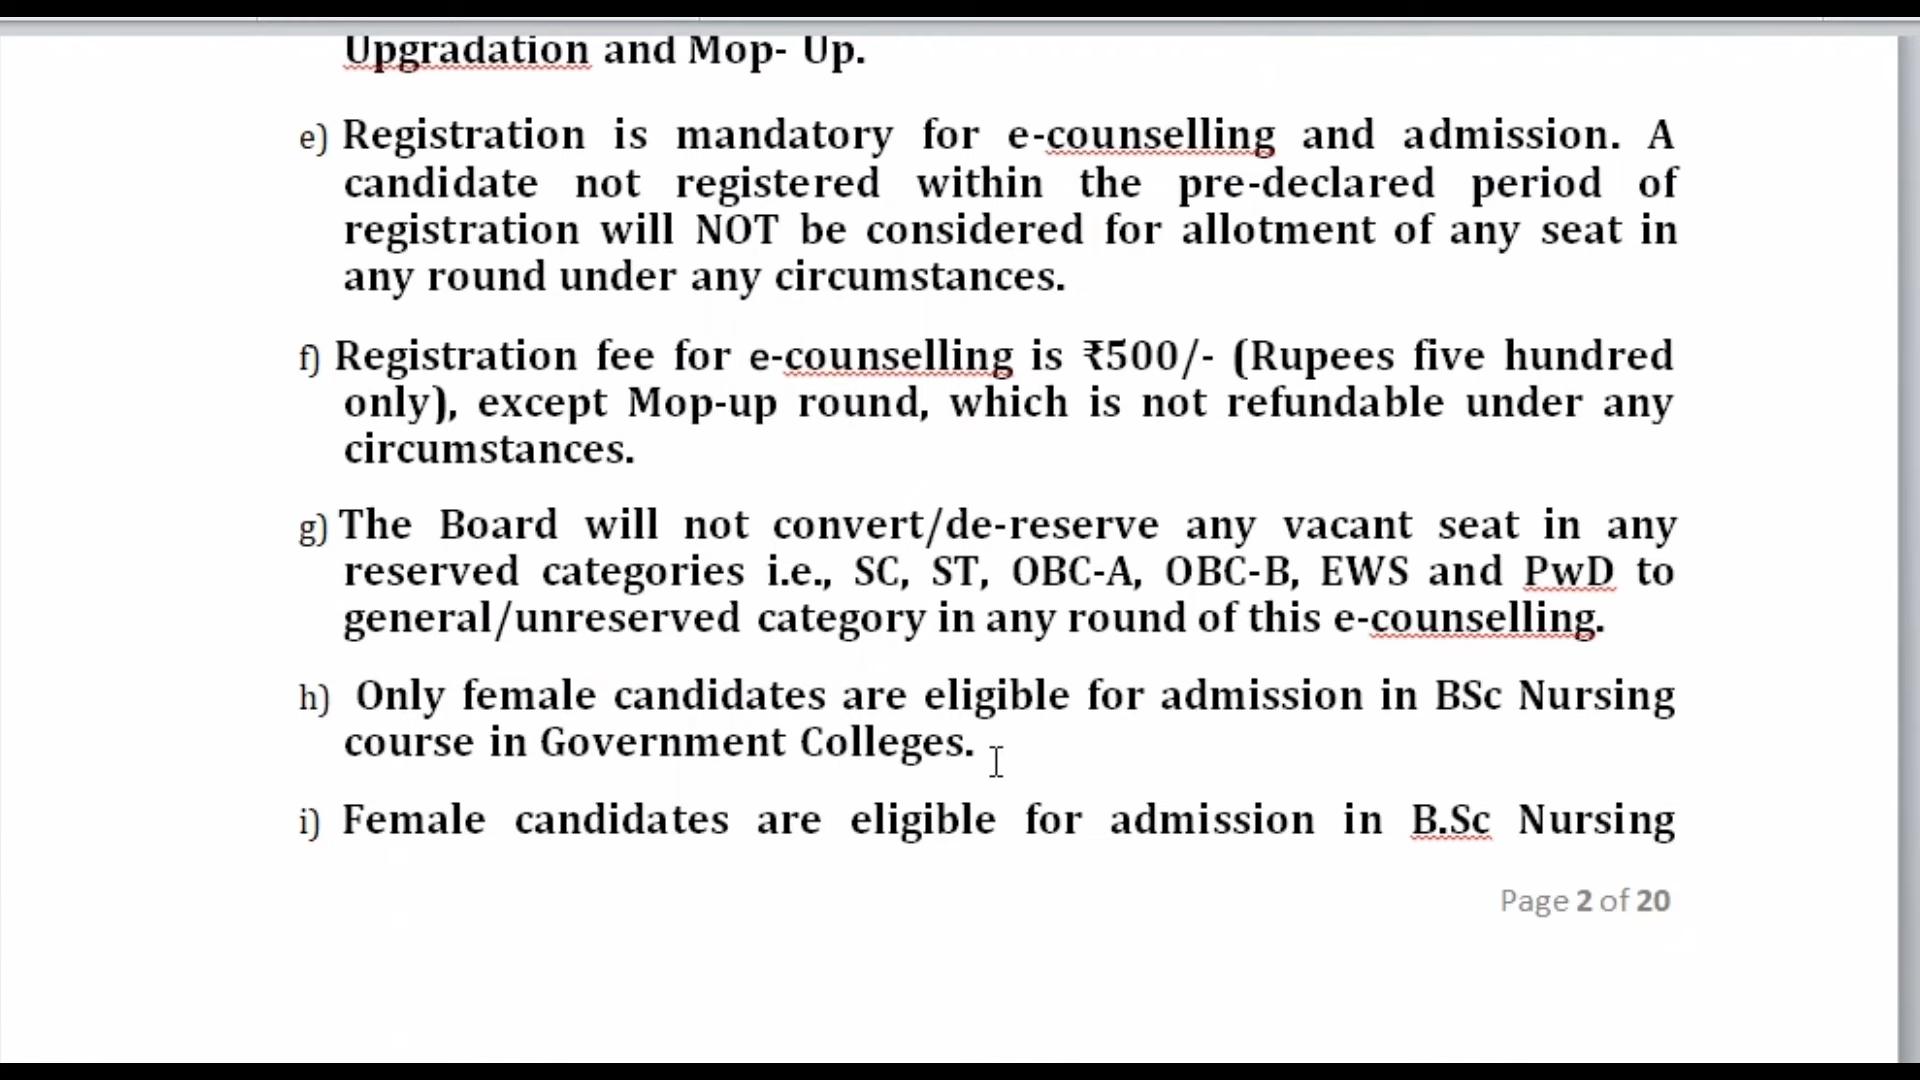 Upgradation and Mop- Up.
e) Registration is mandatory for e-counselling and admission. A
candidate not registered within the pre-declared period of
registration will NOT be considered for allotment of any seat in
any round under any circumstances.
f) Registration fee for e-counselling is ₹500/- (Rupees five hundred
only), except Mop-up round, which is not refundable under any
circumstances.
g) The Board will not convert/de-reserve any vacant seat in any
reserved categories i.e., SC, ST, OBC-A, OBC-B, EWS and PwD to
general/unreserved category in any round of this e-counselling.
h) Only female candidates are eligible for admission in BSc Nursing
course in Government Colleges.
i) Female candidates are eligible for admission in B.Sc Nursing
Page 2 of 20